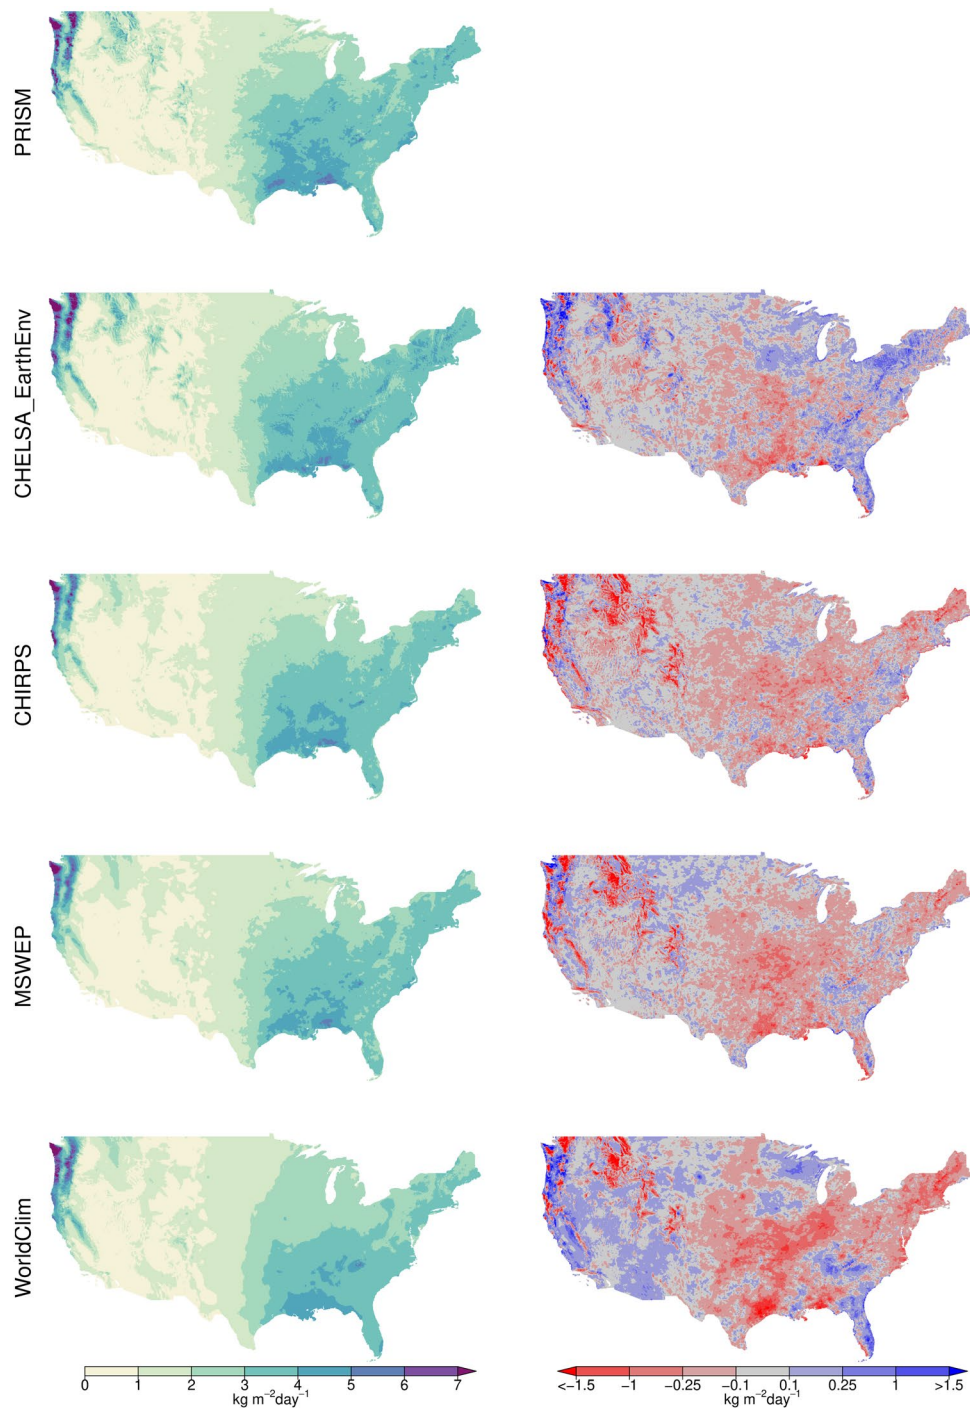 PRISM
CHELSA_EarthEnv
CHIRPS
MSWEP
WorldClim
0 1 2 3 4 5 6 7
kg m⁻²day⁻¹
<−1.5 −1 −0.25 −0.1 0.1 0.25 1 >1.5
kg m⁻²day⁻¹